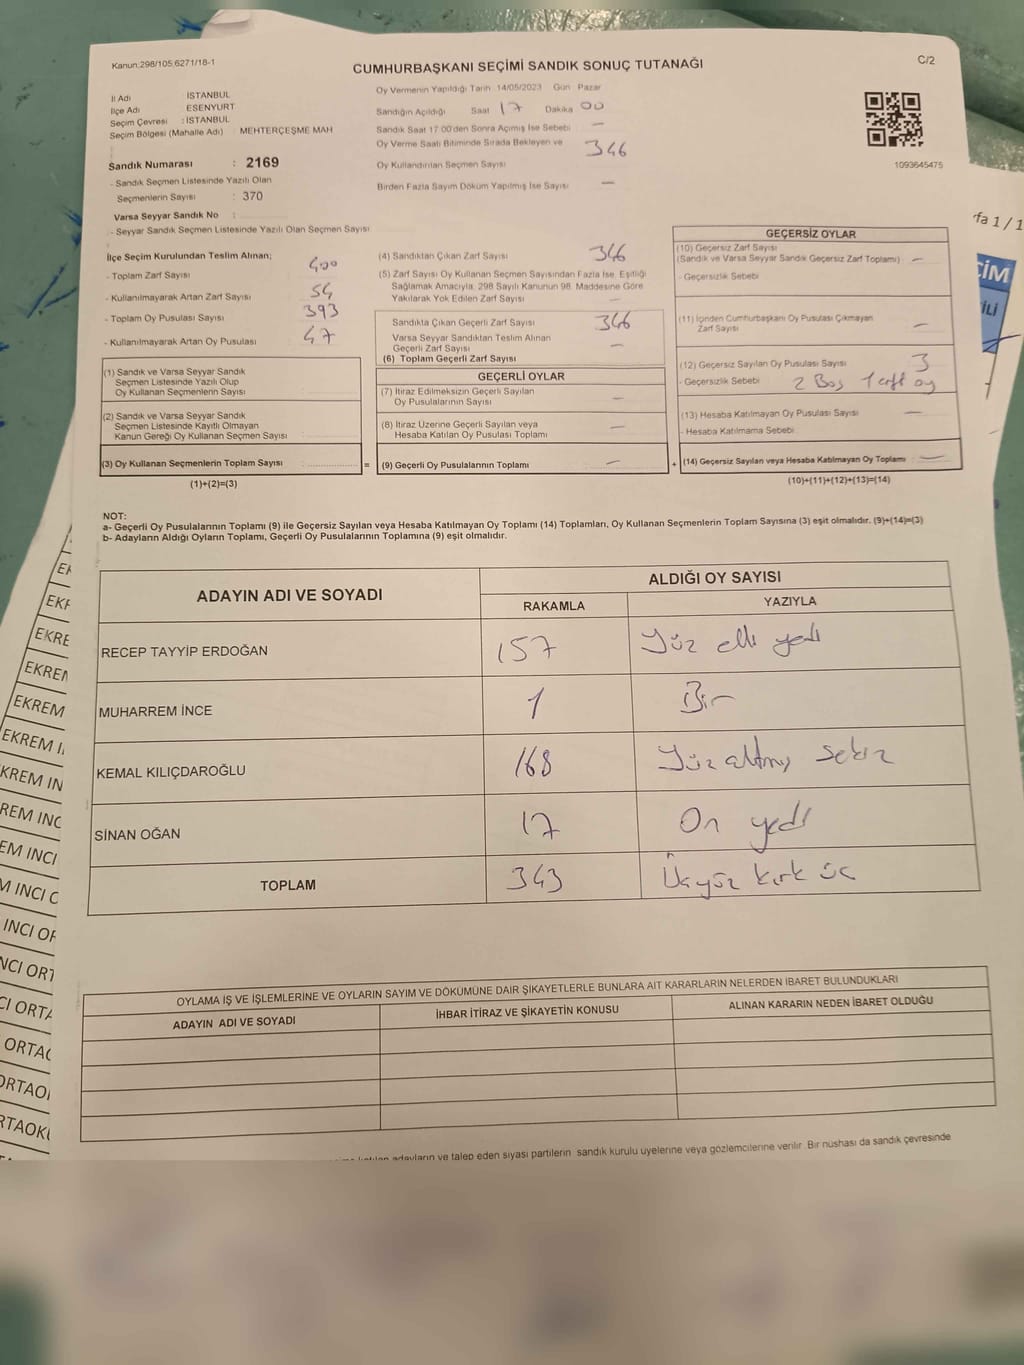 Kanun:298/105,6271/18-1
C/2
CUMHURBAŞKANI SEÇİMİ SANDIK SONUÇ TUTANAĞI
İl Adı İSTANBUL
İlçe Adı ESENYURT
Seçim Çevresi : İSTANBUL
Seçim Bölgesi (Mahalle Adı) : MEHTERÇEŞME MAH
Sandık Numarası : 2169
- Sandık Seçmen Listesinde Yazılı Olan
Seçmenlerin Sayısı : 370
Varsa Seyyar Sandık No :
- Seyyar Sandık Seçmen Listesinde Yazılı Olan Seçmen Sayısı
Oy Vermenin Yapıldığı Tarih 14/05/2023 Gün Pazar
Sandığın Açıldığı Saat 17 Dakika 00
Sandık Saat 17 00'den Sonra Açımış İse Sebebi —
Oy Verme Saati Bitiminde Sırada Bekleyen ve
Oy Kullandırılan Seçmen Sayısı 346
Birden Fazla Sayım Döküm Yapılmış İse Sayısı —
1093645475
İlçe Seçim Kurulundan Teslim Alınan;
- Toplam Zarf Sayısı 400
- Kullanılmayarak Artan Zarf Sayısı 54
- Toplam Oy Pusulası Sayısı 393
- Kullanılmayarak Artan Oy Pusulası 47
(1) Sandık ve Varsa Seyyar Sandık
Seçmen Listesinde Yazılı Olup
Oy Kullanan Seçmenlerin Sayısı
(2) Sandık ve Varsa Seyyar Sandık
Seçmen Listesinde Kayıtlı Olmayan
Kanun Gereği Oy Kullanan Seçmen Sayısı :
(3) Oy Kullanan Seçmenlerin Toplam Sayısı :
(1)+(2)=(3)
(4) Sandıktan Çıkan Zarf Sayısı 346
(5) Zarf Sayısı Oy Kullanan Seçmen Sayısından Fazla İse, Eşitliği
Sağlamak Amacıyla, 298 Sayılı Kanunun 98. Maddesine Göre
Yakılarak Yok Edilen Zarf Sayısı —
Sandıkta Çıkan Geçerli Zarf Sayısı 346
Varsa Seyyar Sandıktan Teslim Alınan
Geçerli Zarf Sayısı —
(6) Toplam Geçerli Zarf Sayısı
GEÇERLİ OYLAR
(7) İtiraz Edilmeksizin Geçerli Sayılan
Oy Pusulalarının Sayısı —
(8) İtiraz Üzerine Geçerli Sayılan veya
Hesaba Katılan Oy Pusulası Toplamı —
= (9) Geçerli Oy Pusulalarının Toplamı —
GEÇERSİZ OYLAR
(10) Geçersiz Zarf Sayısı
(Sandık ve Varsa Seyyar Sandık Geçersiz Zarf Toplamı) —
- Geçersizlik Sebebi
(11) İçinden Cumhurbaşkanı Oy Pusulası Çıkmayan
Zarf Sayısı —
(12) Geçersiz Sayılan Oy Pusulası Sayısı 3
- Geçersizlik Sebebi 2 Boş 1 çift oy
(13) Hesaba Katılmayan Oy Pusulası Sayısı —
- Hesaba Katılmama Sebebi
+ (14) Geçersiz Sayılan veya Hesaba Katılmayan Oy Toplamı : —
(10)+(11)+(12)+(13)=(14)
NOT:
a- Geçerli Oy Pusulalarının Toplamı (9) ile Geçersiz Sayılan veya Hesaba Katılmayan Oy Toplamı (14) Toplamları, Oy Kullanan Seçmenlerin Toplam Sayısına (3) eşit olmalıdır. (9)+(14)=(3)
b- Adayların Aldığı Oyların Toplamı, Geçerli Oy Pusulalarının Toplamına (9) eşit olmalıdır.
ADAYIN ADI VE SOYADI
ALDIĞI OY SAYISI
RAKAMLA YAZIYLA
RECEP TAYYİP ERDOĞAN 157 Yüz elli yedi
MUHARREM İNCE 1 Bir
KEMAL KILIÇDAROĞLU 168 Yüz altmış sekiz
SİNAN OĞAN 17 On yedi
TOPLAM 343 Üçyüz kırk üç
OYLAMA İŞ VE İŞLEMLERİNE VE OYLARIN SAYIM VE DÖKÜMÜNE DAİR ŞİKAYETLERLE BUNLARA AİT KARARLARIN NELERDEN İBARET BULUNDUKLARI
ADAYIN ADI VE SOYADI İHBAR İTİRAZ VE ŞİKAYETİN KONUSU ALINAN KARARIN NEDEN İBARET OLDUĞU
adayların ve talep eden siyasi partilerin sandık kurulu üyelerine veya gözlemcilerine verilir Bir nüshası da sandık çevresinde
rfa 1 / 1
ÇİM
İLİ
EK
EKF
EKRE
EKREM
EKREM
EKREM I
KREM IN
REM INC
EM INCI
M INCI O
INCI OF
NCI ORT
CI ORTA
ORTAO
ORTAOI
RTAOKU